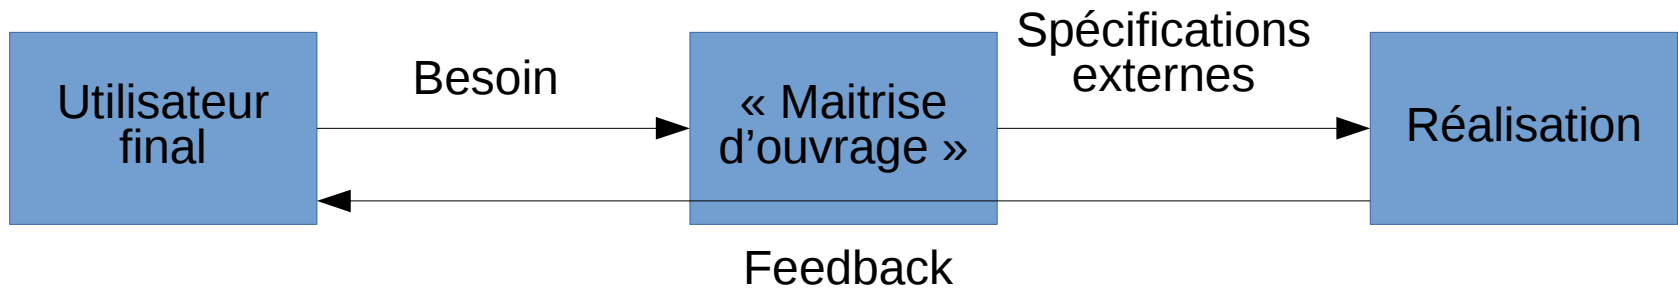 Utilisateur
final
Besoin
« Maitrise
d’ouvrage »
Spécifications
externes
Réalisation
Feedback